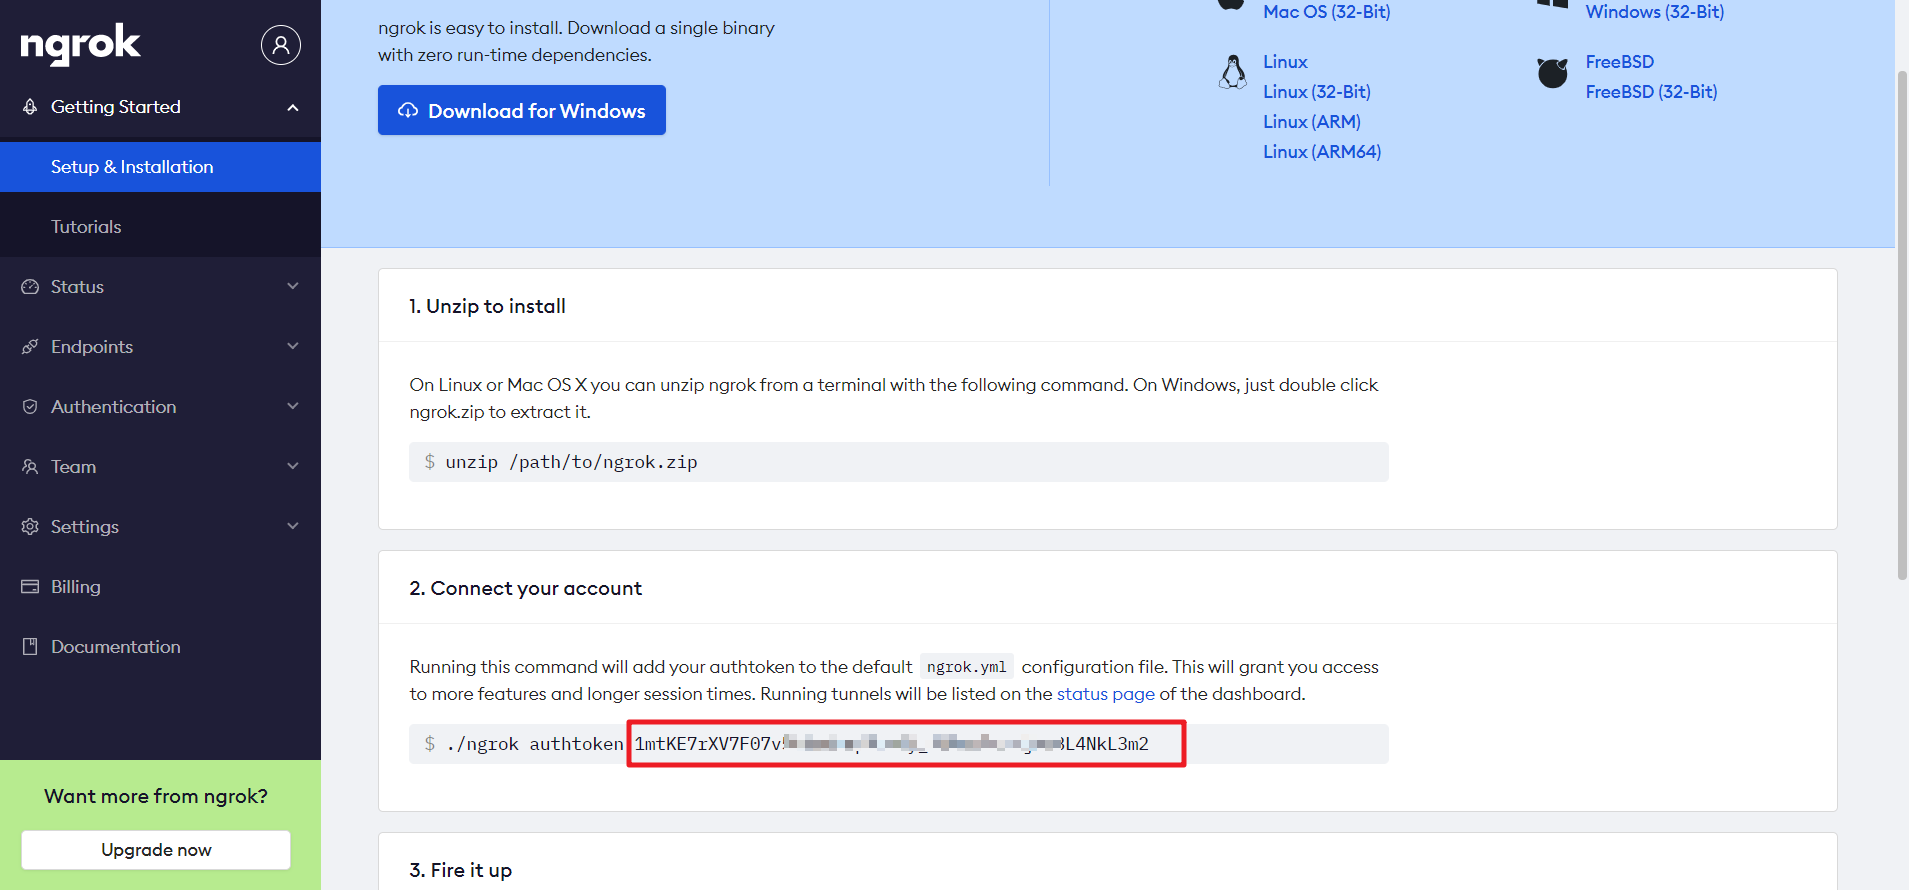 ngrok
Getting Started
Setup & Installation
Tutorials
Status
Endpoints
Authentication
Team
Settings
Billing
Documentation
Want more from ngrok?
Upgrade now
ngrok is easy to install. Download a single binary
with zero run-time dependencies.
Download for Windows
Mac OS (32-Bit)
Linux
Linux (32-Bit)
Linux (ARM)
Linux (ARM64)
Windows (32-Bit)
FreeBSD
FreeBSD (32-Bit)
1. Unzip to install
On Linux or Mac OS X you can unzip ngrok from a terminal with the following command. On Windows, just double click
ngrok.zip to extract it.
$ unzip /path/to/ngrok.zip
2. Connect your account
Running this command will add your authtoken to the default ngrok.yml configuration file. This will grant you access
to more features and longer session times. Running tunnels will be listed on the status page of the dashboard.
$ ./ngrok authtoken
3. Fire it up